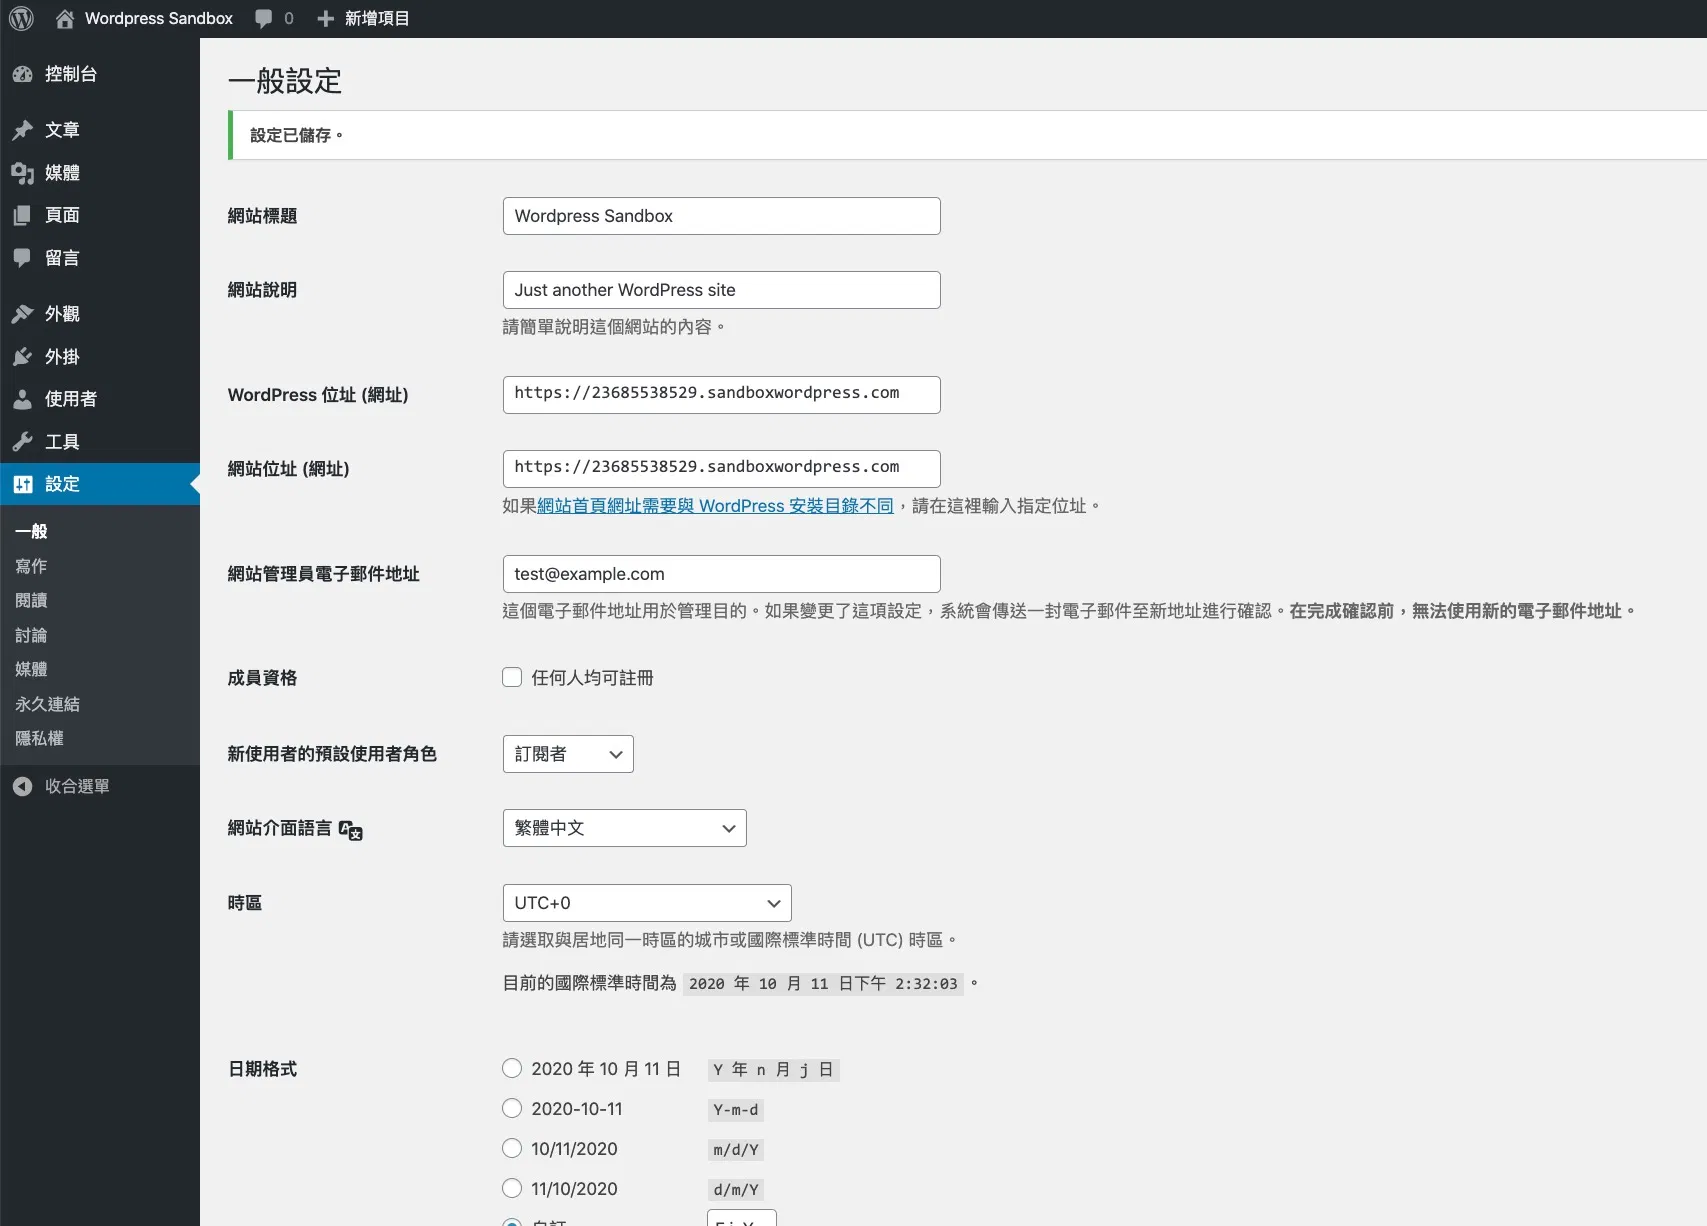 Wordpress Sandbox 0 新增項目
控制台
文章
媒體
頁面
留言
外觀
外掛
使用者
工具
設定
一般
寫作
閱讀
討論
媒體
永久連結
隱私權
收合選單
一般設定
設定已儲存。
網站標題 Wordpress Sandbox
網站說明 Just another WordPress site
請簡單說明這個網站的內容。
WordPress 位址 (網址) https://23685538529.sandboxwordpress.com
網站位址 (網址) https://23685538529.sandboxwordpress.com
如果網站首頁網址需要與 WordPress 安裝目錄不同，請在這裡輸入指定位址。
網站管理員電子郵件地址 test@example.com
這個電子郵件地址用於管理目的。如果變更了這項設定，系統會傳送一封電子郵件至新地址進行確認。在完成確認前，無法使用新的電子郵件地址。
成員資格 任何人均可註冊
新使用者的預設使用者角色 訂閱者
網站介面語言 繁體中文
時區 UTC+0
請選取與居地同一時區的城市或國際標準時間 (UTC) 時區。
目前的國際標準時間為 2020 年 10 月 11 日下午 2:32:03 。
日期格式 2020 年 10 月 11 日 Y 年 n 月 j 日
2020-10-11 Y-m-d
10/11/2020 m/d/Y
11/10/2020 d/m/Y